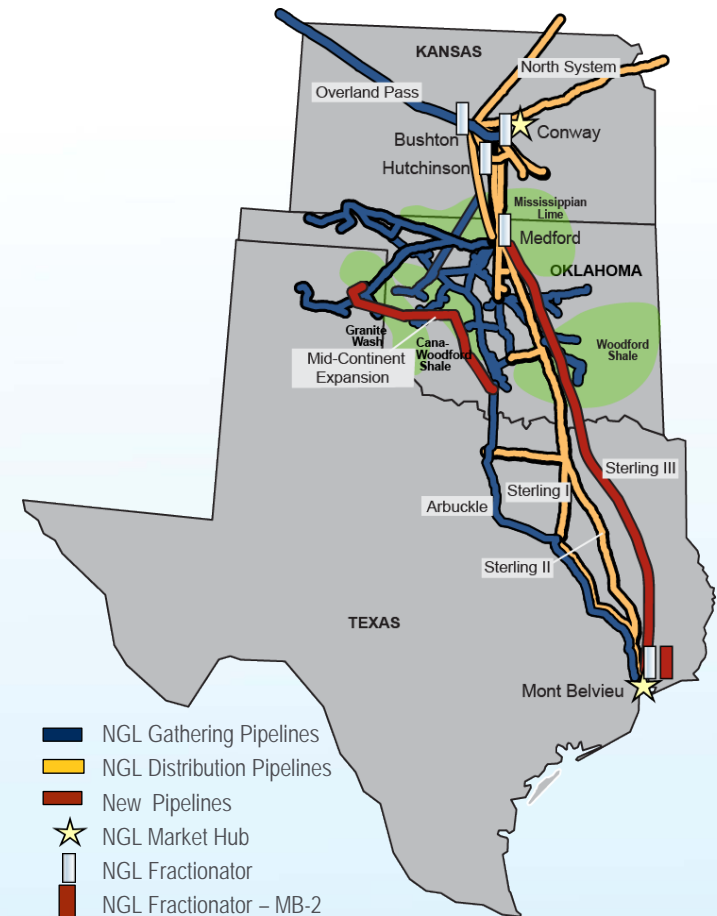 KANSAS
North System
Overland Pass
Bushton
Conway
Hutchinson
Mississippian
Lime
Medford
OKLAHOMA
Granite
Wash
Cana-
Woodford
Shale
Woodford
Shale
Mid-Continent
Expansion
Sterling III
Sterling I
Arbuckle
Sterling II
TEXAS
Mont Belvieu
NGL Gathering Pipelines
NGL Distribution Pipelines
New Pipelines
NGL Market Hub
NGL Fractionator
NGL Fractionator – MB-2